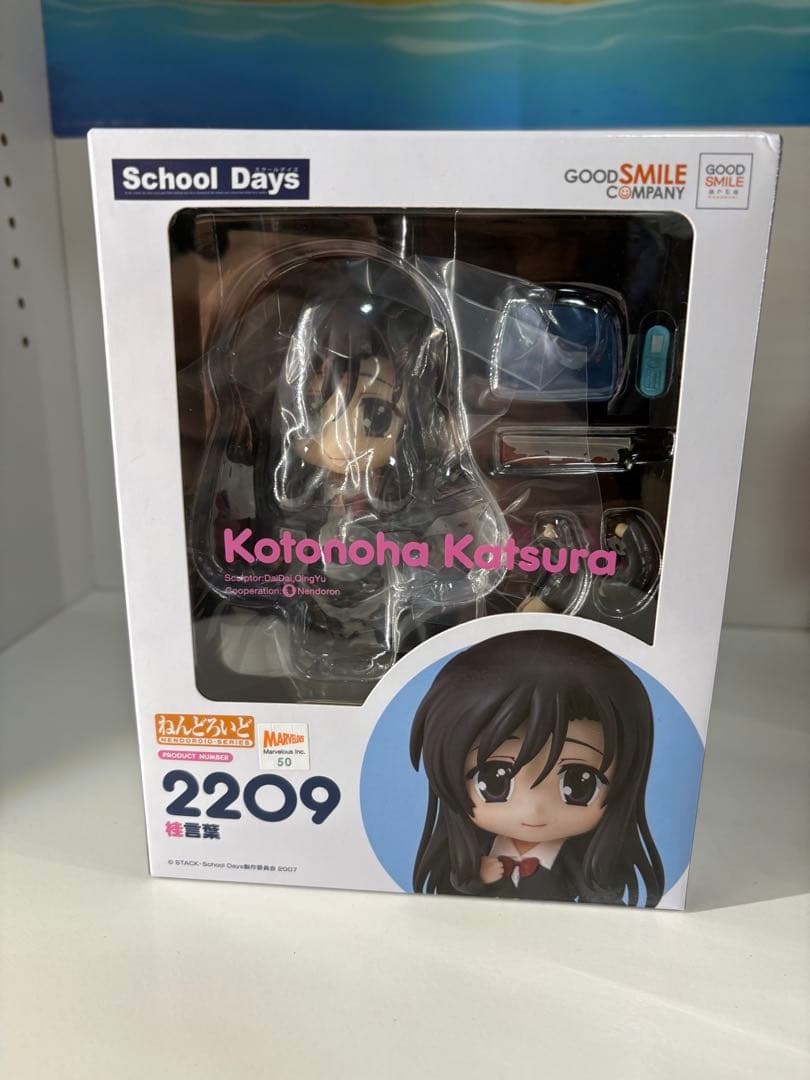 スクールデイズ
School Days
GOOD SMILE
COMPANY
GOOD
SMILE
arts
Kotonoha Katsura
Sculptor:DaiDai,QingYu
Cooperation: Nendoron
ねんどろいど
NENDOROID·SERIES
MARVELOUS
Marvelous Inc.
50
PRODUCT NUMBER
2209
桂言葉
© STACK・School Days製作委員会 2007